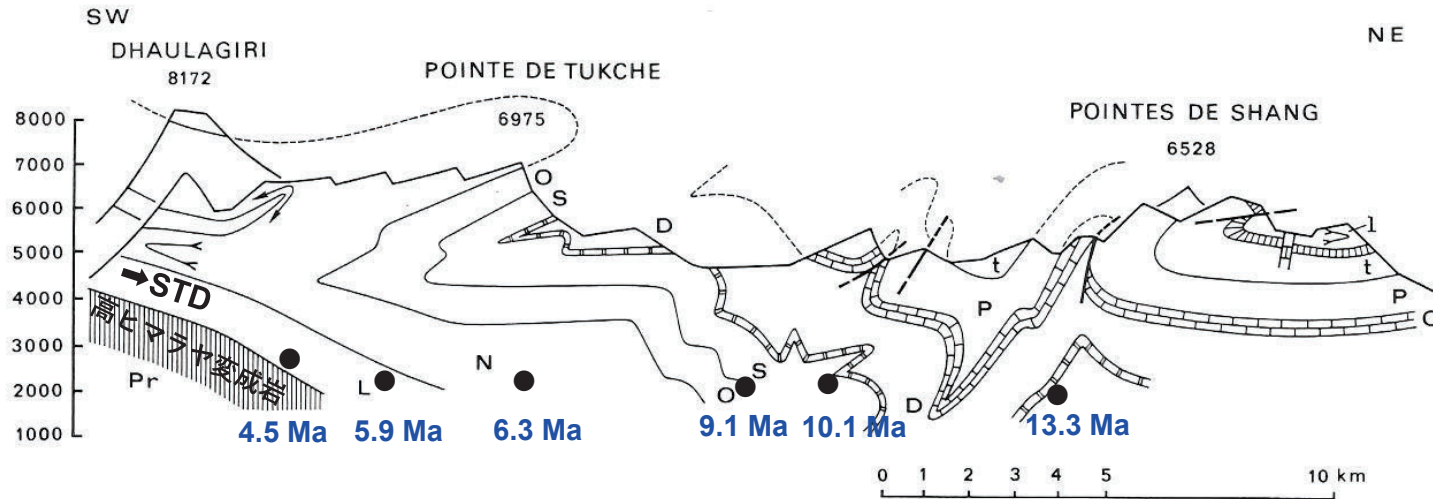 SW
NE
DHAULAGIRI
8172
POINTE DE TUKCHE
6975
POINTES DE SHANG
6528
8000
7000
6000
5000
4000
3000
2000
1000
O
S
D
l
t
t
P
P
C
➡STD
高ヒマラヤ変成岩
Pr
L
N
S
O
D
4.5 Ma
5.9 Ma
6.3 Ma
9.1 Ma
10.1 Ma
13.3 Ma
0 1 2 3 4 5 10 km